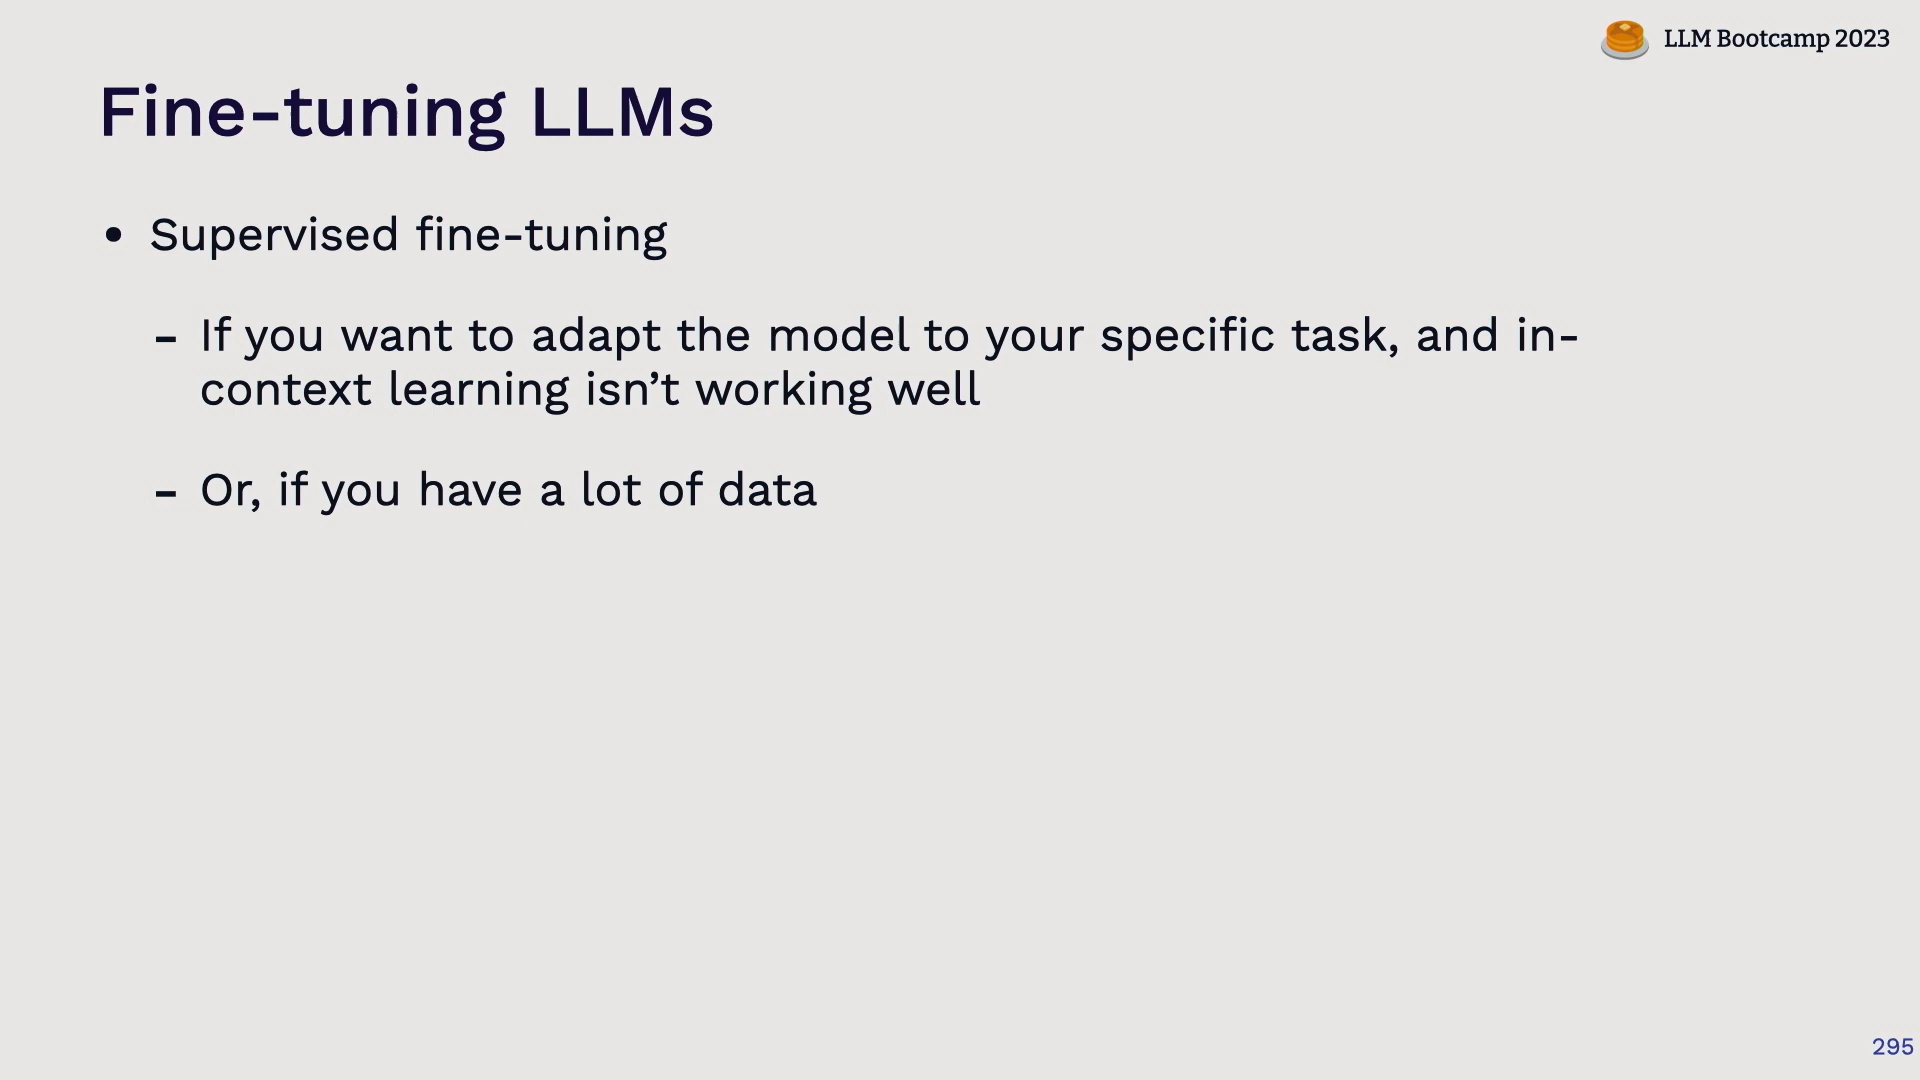 LLM Bootcamp 2023
Fine-tuning LLMs
• Supervised fine-tuning
- If you want to adapt the model to your specific task, and in-
context learning isn’t working well
- Or, if you have a lot of data
295